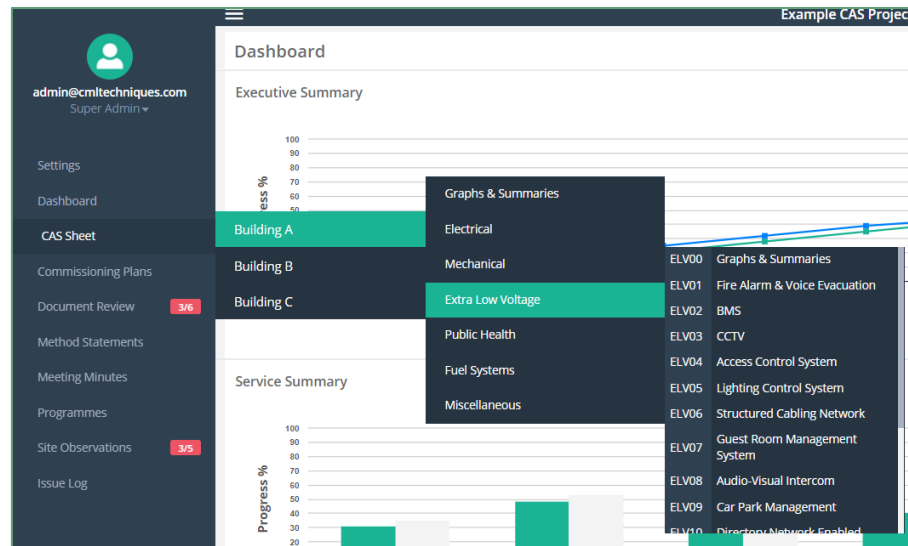 Example CAS Projec
admin@cmltechniques.com
Super Admin
Settings
Dashboard
CAS Sheet
Commissioning Plans
Document Review 3/6
Method Statements
Meeting Minutes
Programmes
Site Observations 3/5
Issue Log
Dashboard
Executive Summary
Progress %
100
90
80
70
60
50
Building A
Building B
Building C
Graphs & Summaries
Electrical
Mechanical
Extra Low Voltage
Public Health
Fuel Systems
Miscellaneous
ELV00 Graphs & Summaries
ELV01 Fire Alarm & Voice Evacuation
ELV02 BMS
ELV03 CCTV
ELV04 Access Control System
ELV05 Lighting Control System
ELV06 Structured Cabling Network
ELV07 Guest Room Management
System
ELV08 Audio-Visual Intercom
ELV09 Car Park Management
ELV10 Directory Network Enabled
Service Summary
Progress %
100
90
80
70
60
50
40
30
20